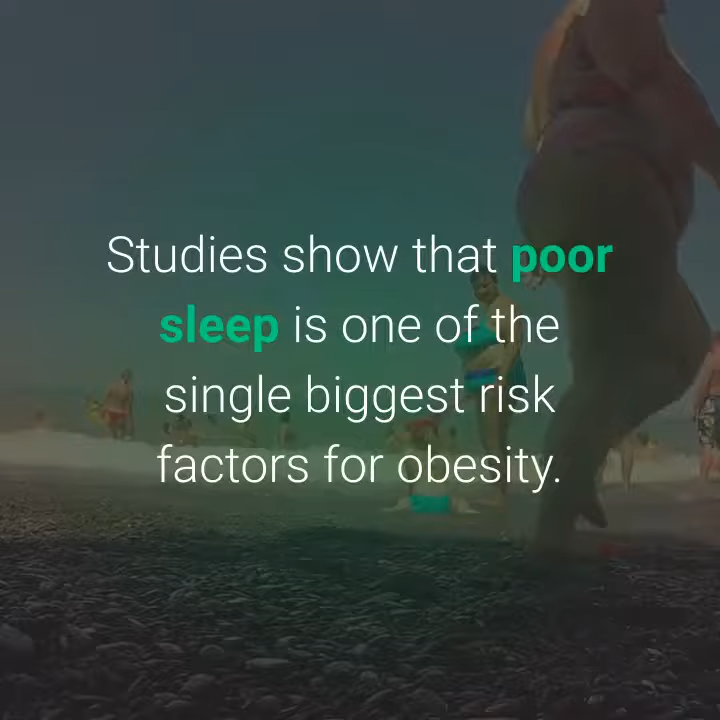 Studies show that poor
sleep is one of the
single biggest risk
factors for obesity.